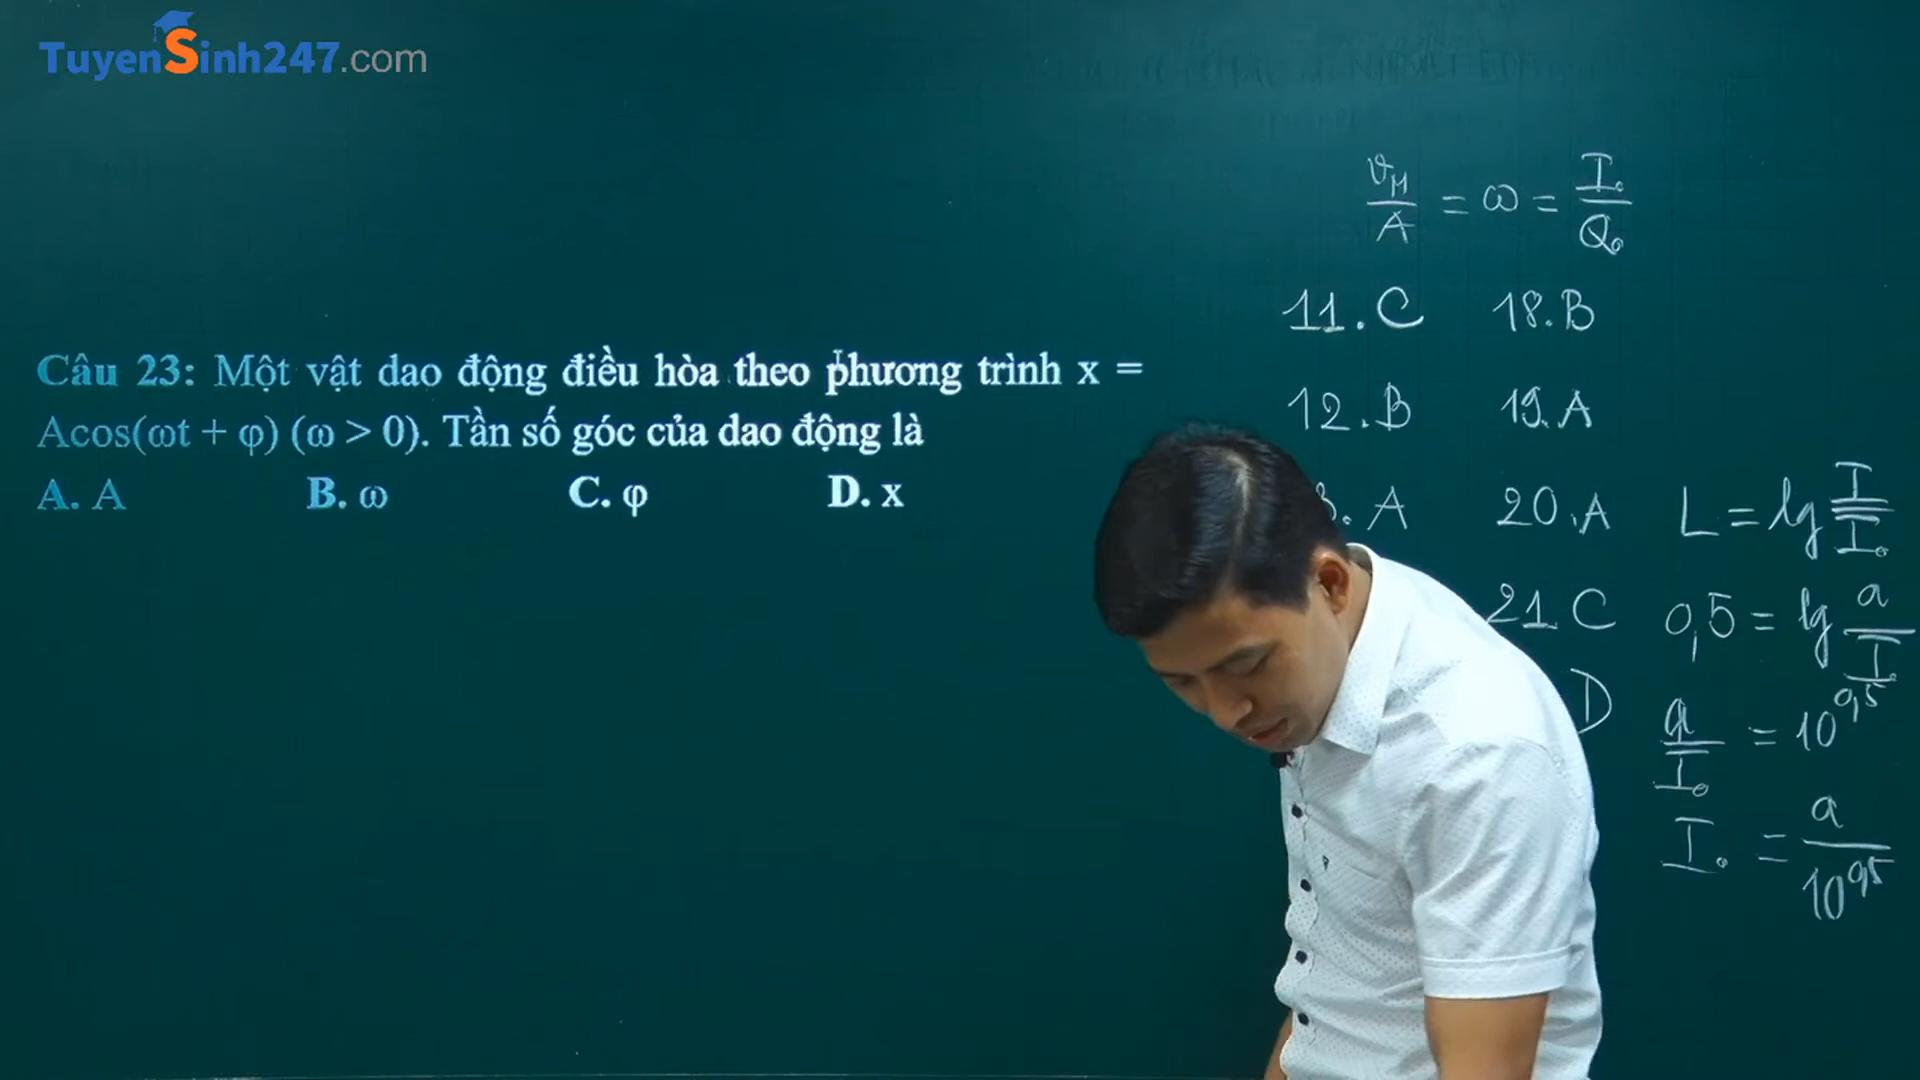 TuyenSinh247.com
Câu 23: Một vật dao động điều hòa theo phương trình x =
Acos(ωt + φ) (ω > 0). Tần số góc của dao động là
A. A B. ω C. φ D. x
v_M/A = ω = I₀/Q₀
11. C 18. B
12. B 19. A
3. A 20. A
21 C
D
L = lg I/I₀
0,5 = lg a/I₀
a/I₀ = 10^0,5
I₀ = a/10^0,5